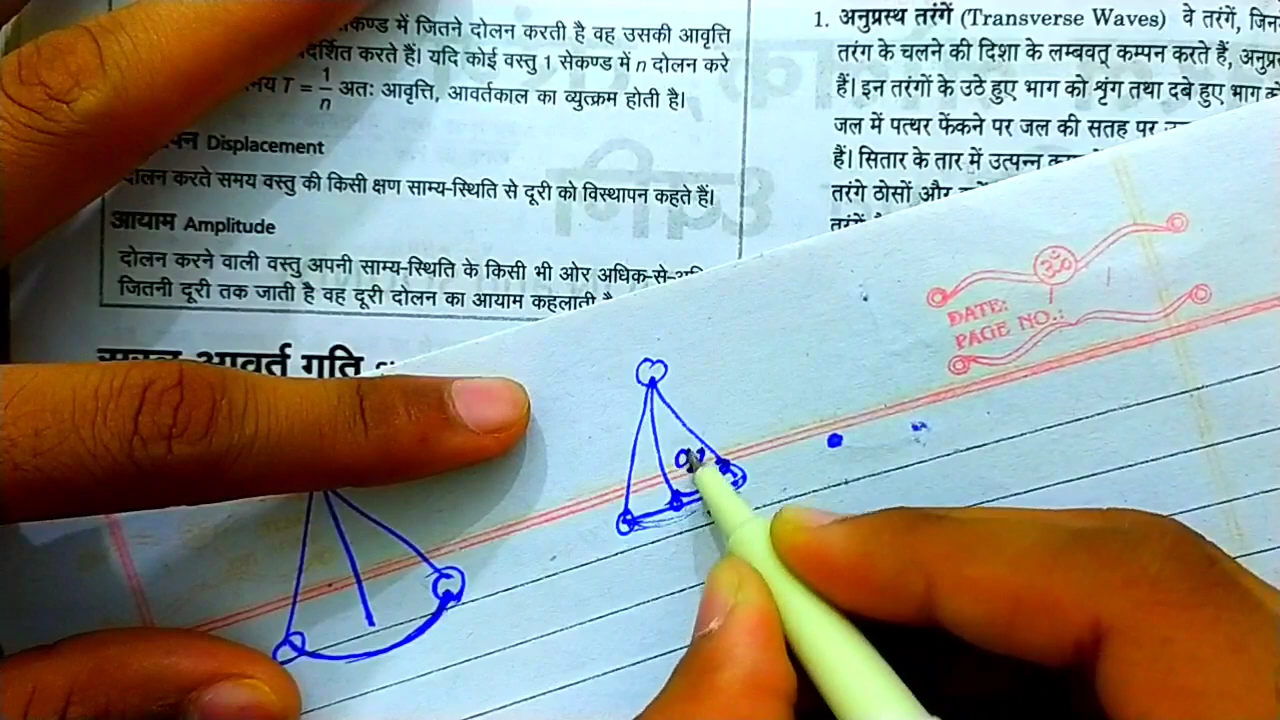 में जितने दोलन करती है वह उसकी आवृत्ति
करते हैं। यदि कोई वस्तु 1 सेकण्ड में n दोलन करे
T = 1/n अतः आवृत्ति, आवर्तकाल का व्युत्क्रम होती है।
Displacement
दोलन करते समय वस्तु की किसी क्षण साम्य-स्थिति से दूरी को विस्थापन कहते हैं।
आयाम Amplitude
दोलन करने वाली वस्तु अपनी साम्य-स्थिति के किसी भी ओर अधिक-से
जितनी दूरी तक जाती है वह दूरी दोलन का आयाम कहलाती
सरल आवर्त गति
1. अनुप्रस्थ तरंगें (Transverse Waves) वे तरंगें,
तरंग के चलने की दिशा के लम्बवत् कम्पन करते हैं,
हैं। इन तरंगों के उठे हुए भाग को शृंग तथा दबे हुए भाग
जल में पत्थर फेंकने पर जल की सतह पर
हैं। सितार के तार में उत्पन्न
तरंगे ठोसों और
ॐ
DATE:
PAGE NO.: